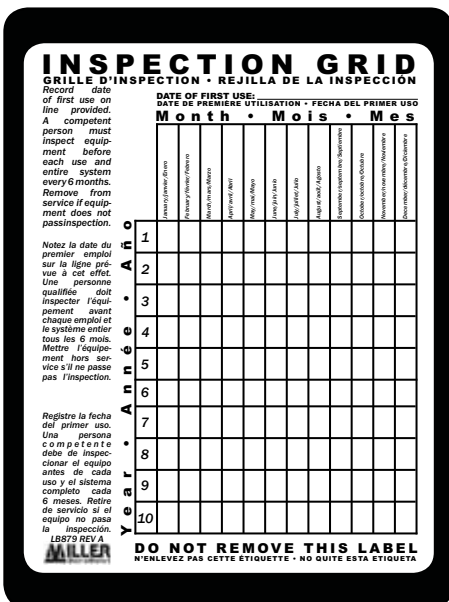 INSPECTION GRID
GRILLE D'INSPECTION • REJILLA DE LA INSPECCIÓN
Record date
of first use on
line provided.
A competent
person must
inspect equip-
ment before
each use and
entire system
every 6 months.
Remove from
service if equip-
ment does not
passinspection.
Notez la date du
premier emploi
sur la ligne pré-
vue à cet effet.
Une personne
qualifiée doit
inspecter l'équi-
pement avant
chaque emploi et
le système entier
tous les 6 mois.
Mettre l'équipe-
ment hors ser-
vice s'il ne passe
pas l'inspection.
Registre la fecha
del primer uso.
Una persona
competente
debe de inspec-
cionar el equipo
antes de cada
uso y el sistema
completo cada
6 meses. Retire
de servicio si el
equipo no pasa
la inspección.
LB879 REV A
MILLER
DATE OF FIRST USE:
DATE DE PREMIÈRE UTILISATION • FECHA DEL PRIMER USO
Month • Mois • Mes
January/janvier/Enero
February/février/Febrero
March/mars/Marzo
April/avril/Abril
May/mai/Mayo
June/juin/Junio
July/juillet/Julio
August/août/Agosto
September/septembre/Septiembre
October/octobre/Octubre
November/novembre/Noviembre
December/décembre/Diciembre
Year • Année • Año
1
2
3
4
5
6
7
8
9
10
DO NOT REMOVE THIS LABEL
N'ENLEVEZ PAS CETTE ÉTIQUETTE • NO QUITE ESTA ETIQUETA